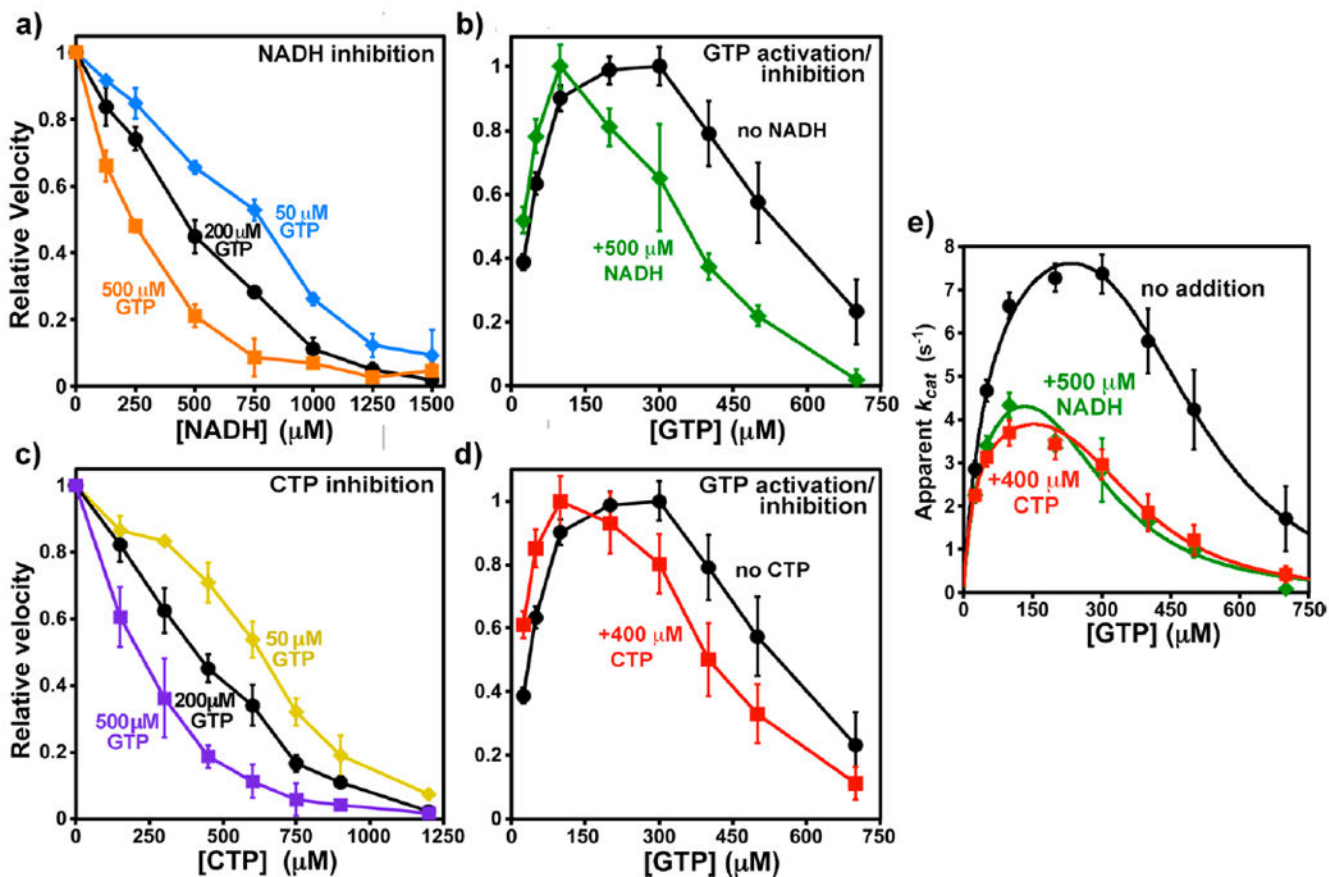 a)
NADH inhibition
Relative Velocity
1
0.8
0.6
0.4
0.2
0
50 µM
GTP
200 µM
GTP
500 µM
GTP
0 250 500 750 1000 1250 1500
[NADH] (µM)
b)
GTP activation/
inhibition
1
0.8
0.6
0.4
0.2
0
no NADH
+500 µM
NADH
0 150 300 450 600 750
[GTP] (µM)
c)
CTP inhibition
Relative velocity
1
0.8
0.6
0.4
0.2
0
50 µM
GTP
200µM
GTP
500µM
GTP
0 250 500 750 1000 1250
[CTP] (µM)
d)
GTP activation/
inhibition
1
0.8
0.6
0.4
0.2
0
no CTP
+400 µM
CTP
0 150 300 450 600 750
[GTP] (µM)
e)
Apparent kcat (s-1)
8
7
6
5
4
3
2
1
0
no addition
+500 µM
NADH
+400 µM
CTP
0 150 300 450 600 750
[GTP] (µM)